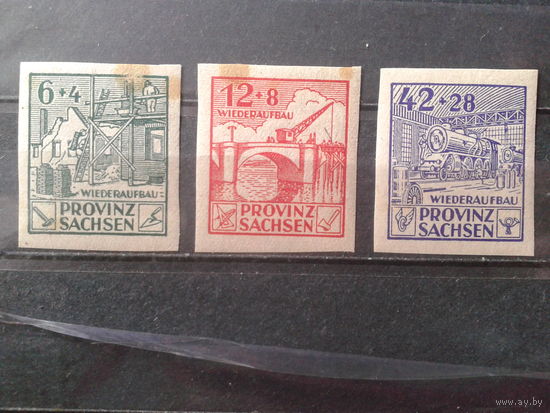 6+4
WIEDERAUFBAU
PROVINZ
SACHSEN
12+8
WIEDERAUFBAU
PROVINZ
SACHSEN
42+28
WIEDERAUFBAU
PROVINZ
SACHSEN
www.ay.by